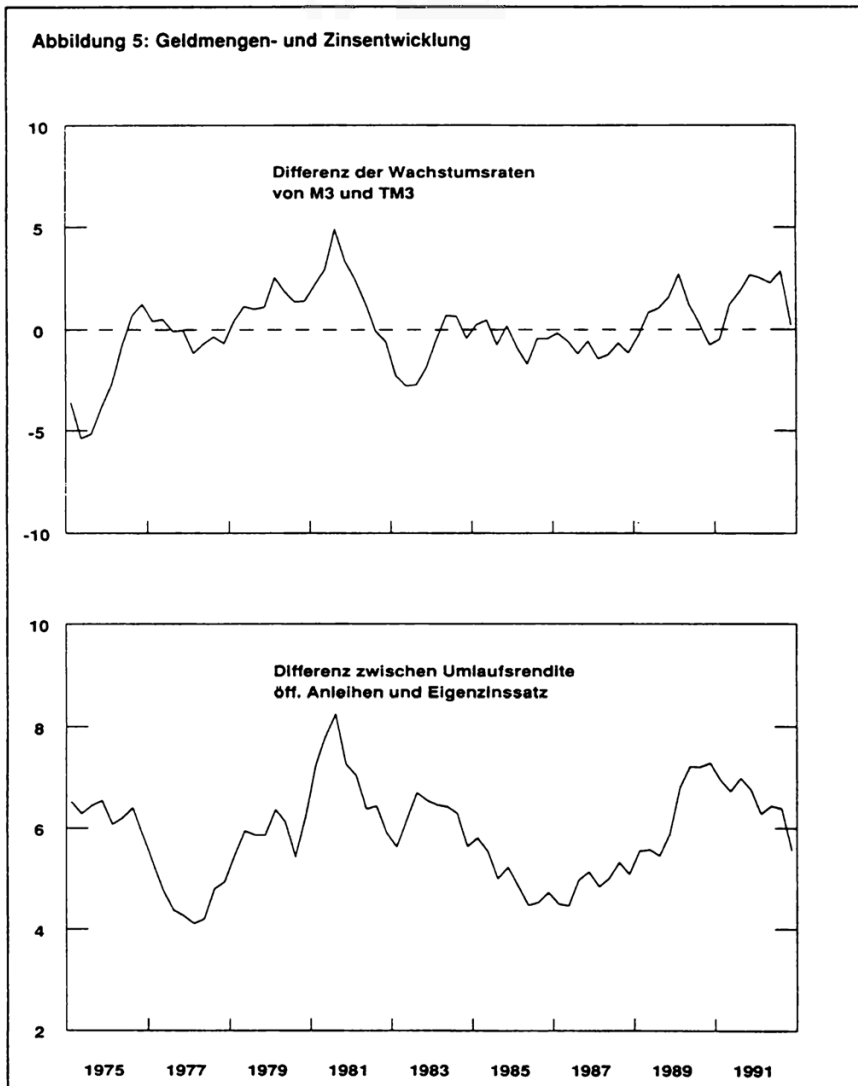 Abbildung 5: Geldmengen- und Zinsentwicklung
10
Differenz der Wachstumsraten
von M3 und TM3
5
0
-5
-10
10
Differenz zwischen Umlaufsrendite
öff. Anleihen und Eigenzinssatz
8
6
4
2
1975 1977 1979 1981 1983 1985 1987 1989 1991